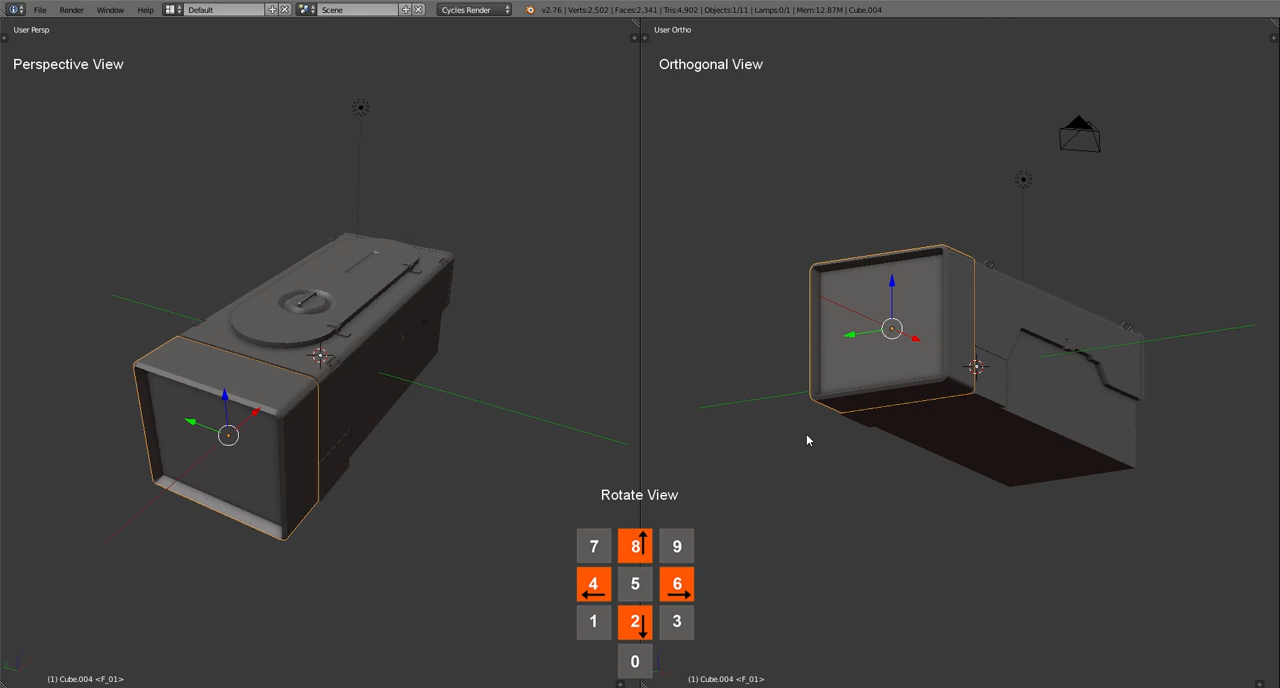 File Render Window Help Default Scene Cycles Render v2.76 | Verts:2,502 | Faces:2,341 | Tris:4,902 | Objects:1/11 | Lamps:0/1 | Mem:12.87M | Cube.004
User Persp
User Ortho
Perspective View
Orthogonal View
Rotate View
7 8 9
4 5 6
1 2 3
0
(1) Cube.004 <F_01>
(1) Cube.004 <F_01>